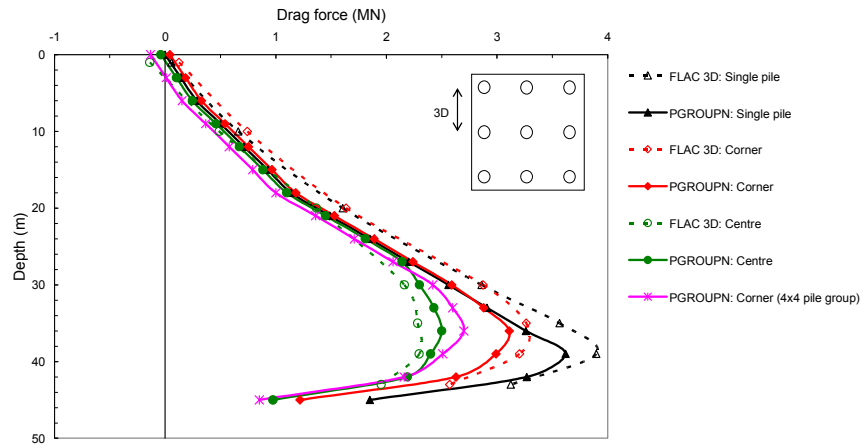 Drag force (MN)
-1 0 1 2 3 4
0
10
20
30
40
50
Depth (m)
3D
FLAC 3D: Single pile
PGROUPN: Single pile
FLAC 3D: Corner
PGROUPN: Corner
FLAC 3D: Centre
PGROUPN: Centre
PGROUPN: Corner (4x4 pile group)